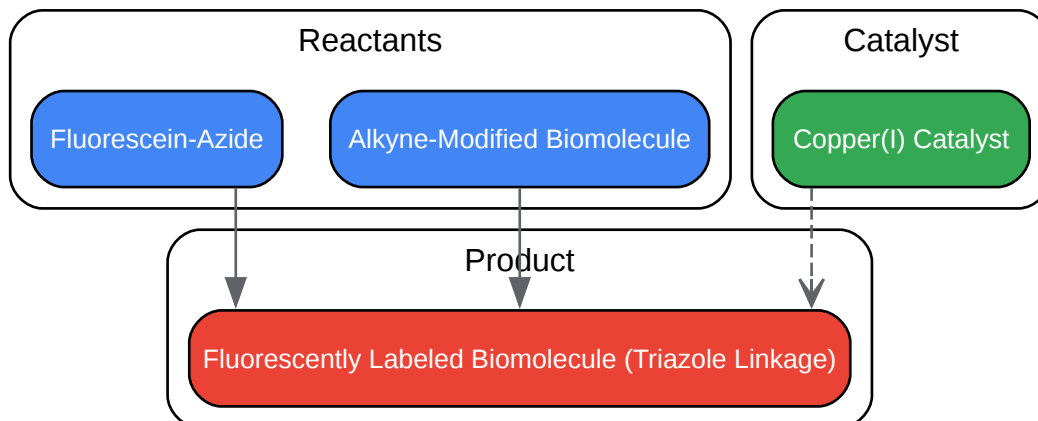 Reactants
Catalyst
Fluorescein-Azide
Alkyne-Modified Biomolecule
Copper(I) Catalyst
Product
Fluorescently Labeled Biomolecule (Triazole Linkage)